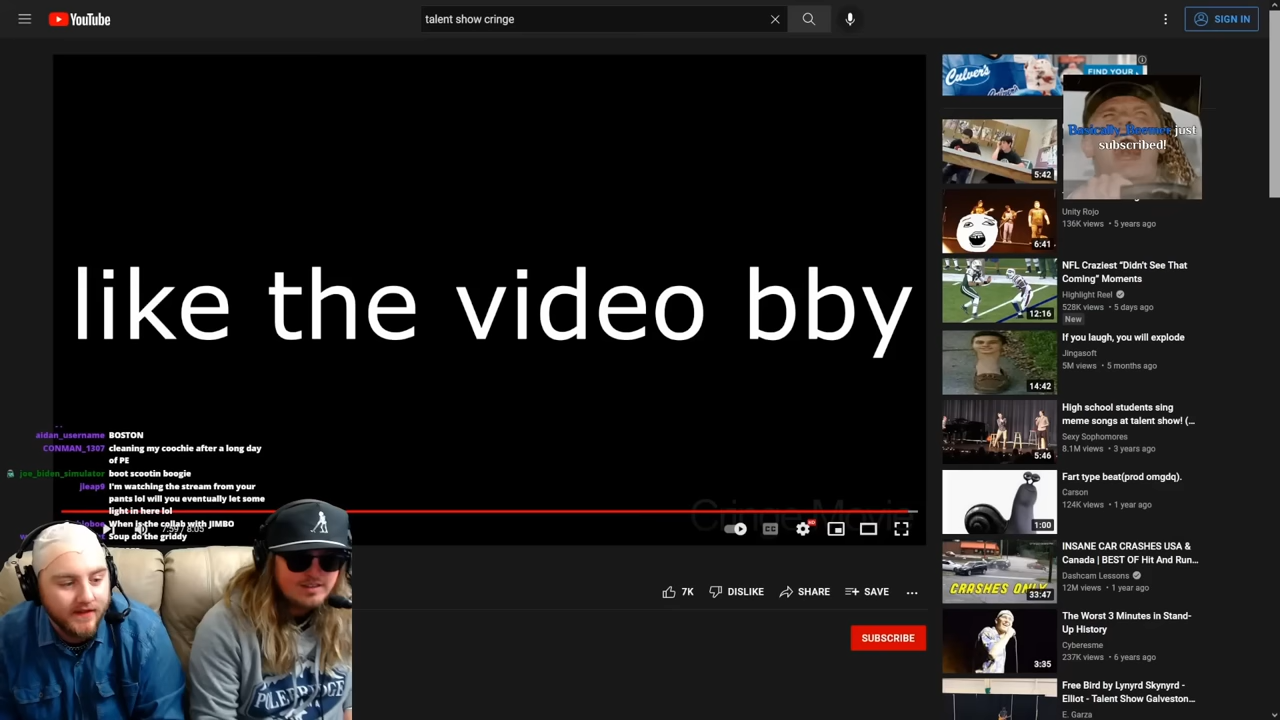 YouTube
talent show cringe
SIGN IN
like the video bby
Culver's
FIND YOUR
Basically_Beemee just
subscribed!
5:42
Unity Rojo
136K views • 5 years ago
6:41
NFL Craziest “Didn't See That
Coming” Moments
Highlight Reel
528K views • 5 days ago
New
12:16
If you laugh, you will explode
Jingasoft
5M views • 5 months ago
14:42
High school students sing
meme songs at talent show! (...
Sexy Sophomores
8.1M views • 3 years ago
5:46
Fart type beat(prod omgdq).
Carson
124K views • 1 year ago
1:00
INSANE CAR CRASHES USA &
Canada | BEST OF Hit And Run...
Dashcam Lessons
12M views • 1 year ago
CRASHES ONLY
33:47
The Worst 3 Minutes in Stand-
Up History
Cyberesme
237K views • 6 years ago
3:35
Free Bird by Lynyrd Skynyrd -
Elliot - Talent Show Galveston...
E. Garza
aidan_username BOSTON
CONMAN_1307 cleaning my coochie after a long day
of PE
joe_biden_simulator boot scootin boogie
jleap9 I'm watching the stream from your
pants lol will you eventually let some
light in here lol
When is the collab with JIMBO
Soup do the griddy
7:59 / 8:05
Cringe Movie
CC
HD
7K
DISLIKE
SHARE
SAVE
SUBSCRIBE